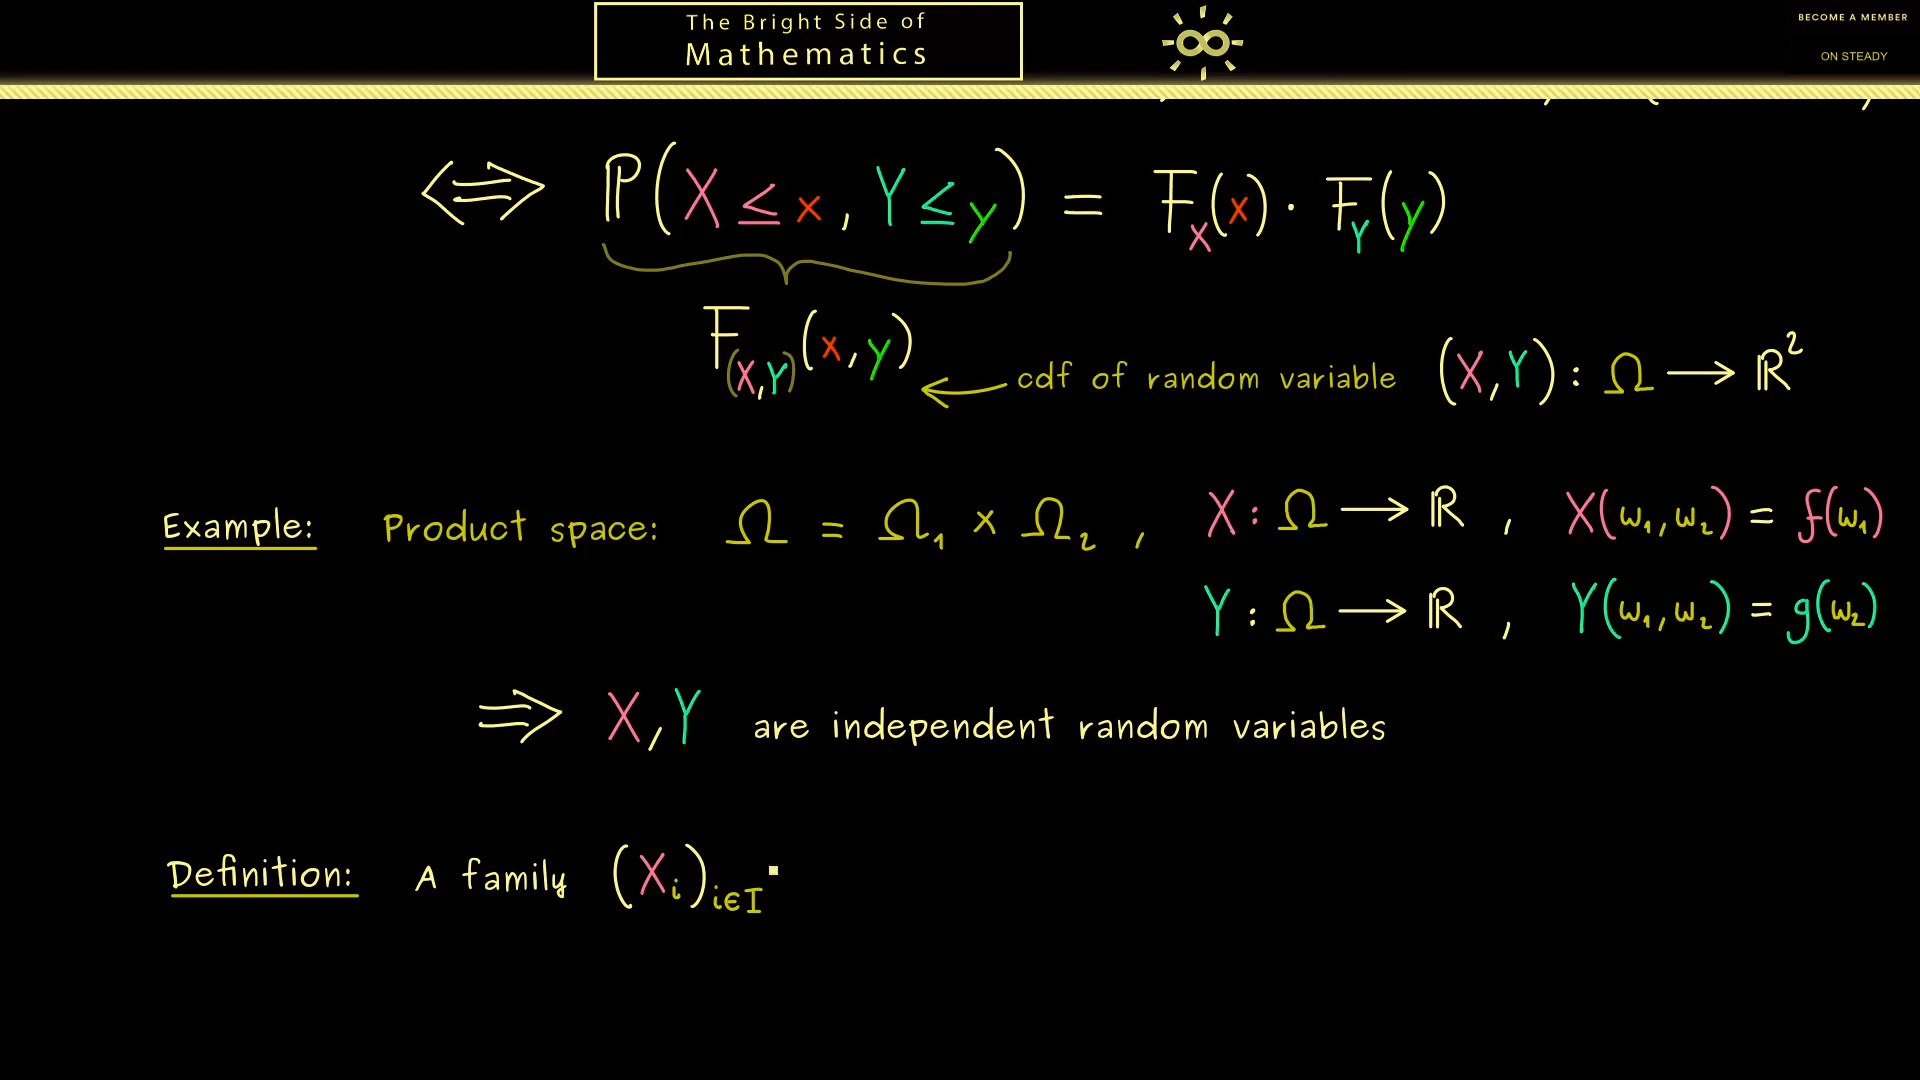 The Bright Side of
Mathematics
BECOME A MEMBER
ON STEADY
⟺ ℙ(X ≤ x, Y ≤ y) = F_X(x) · F_Y(y)
F_(X,Y)(x,y)
cdf of random variable (X,Y) : Ω ⟶ ℝ²
Example: Product space: Ω = Ω₁ × Ω₂ , X : Ω ⟶ ℝ , X(ω₁, ω₂) = f(ω₁)
Y : Ω ⟶ ℝ , Y(ω₁, ω₂) = g(ω₂)
⟹ X, Y are independent random variables
Definition: A family (X_i)_{i∈I}